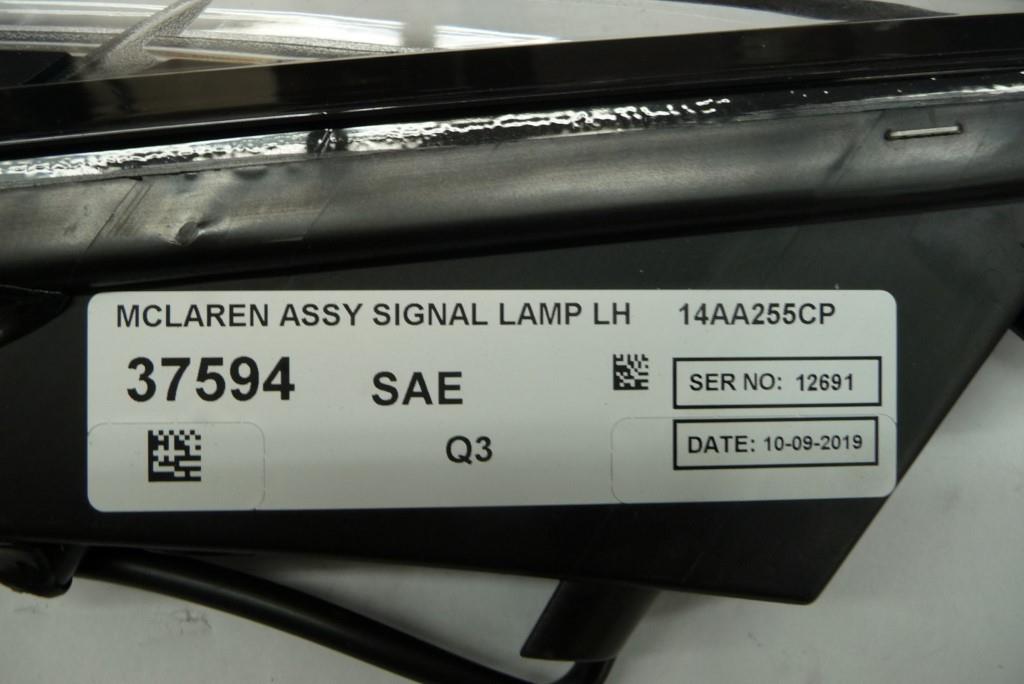 MCLAREN ASSY SIGNAL LAMP LH 14AA255CP
37594 SAE SER NO: 12691
Q3 DATE: 10-09-2019